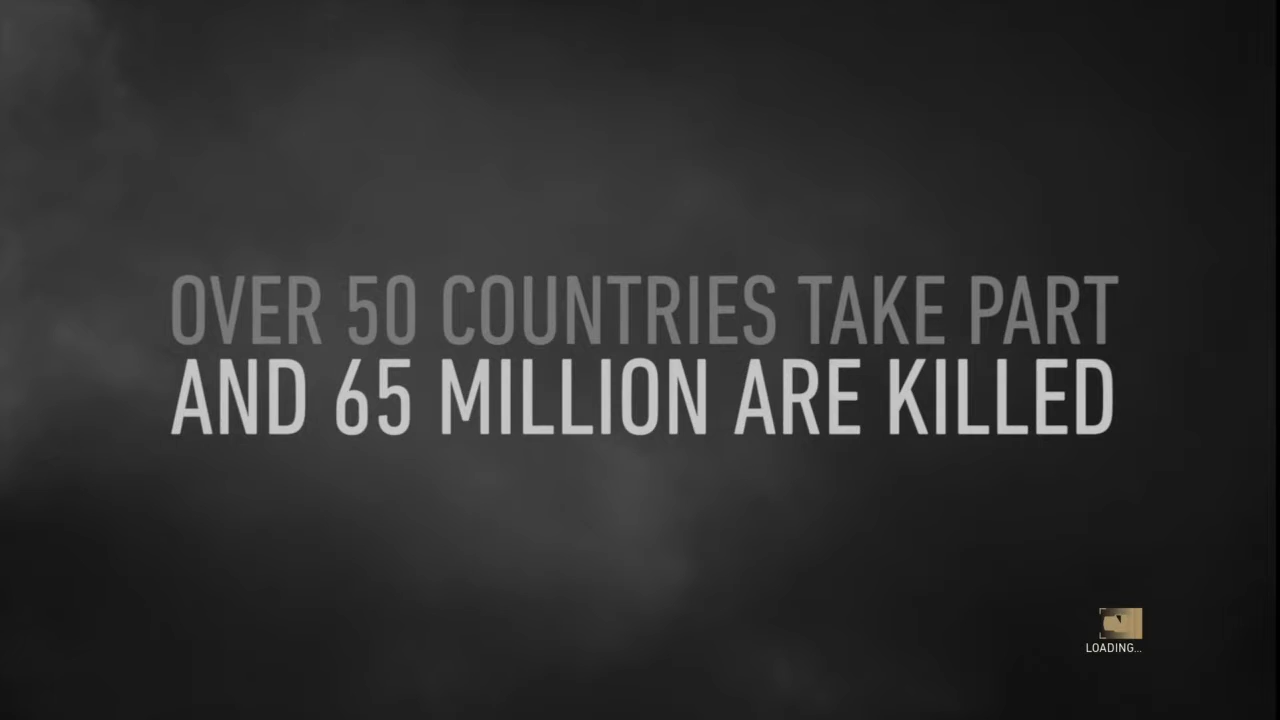 OVER 50 COUNTRIES TAKE PART
AND 65 MILLION ARE KILLED
LOADING...